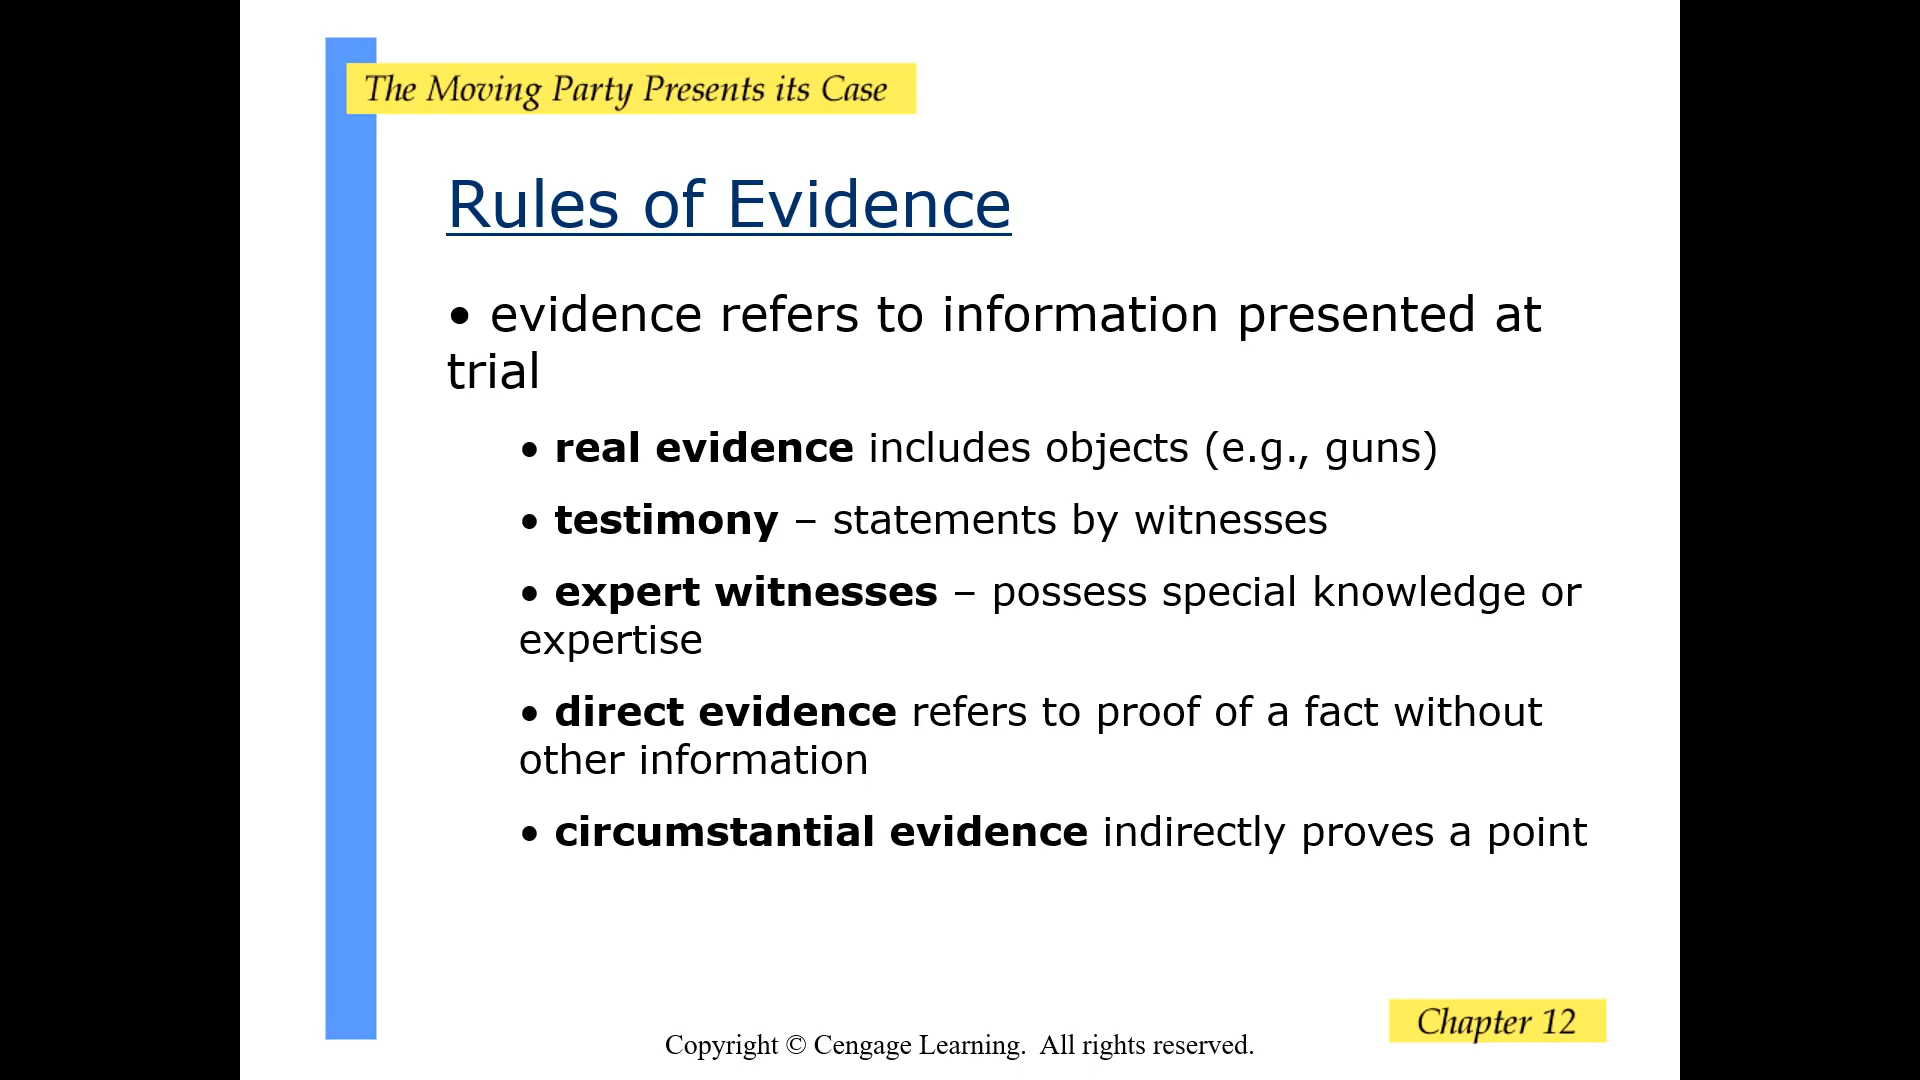 The Moving Party Presents its Case
Rules of Evidence
• evidence refers to information presented at
trial
• real evidence includes objects (e.g., guns)
• testimony – statements by witnesses
• expert witnesses – possess special knowledge or
expertise
• direct evidence refers to proof of a fact without
other information
• circumstantial evidence indirectly proves a point
Chapter 12
Copyright © Cengage Learning.  All rights reserved.